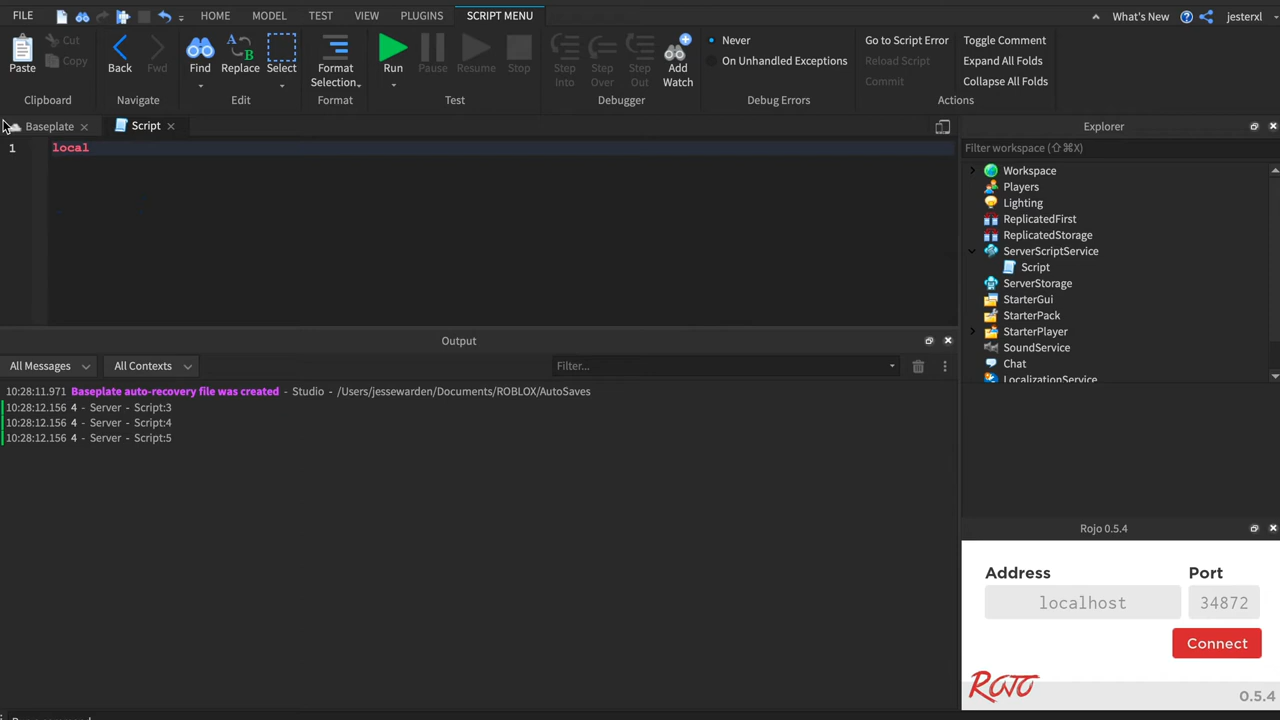 FILE HOME MODEL TEST VIEW PLUGINS SCRIPT MENU What's New jesterxl
Paste Cut Copy Back Fwd Find Replace Select Format Selection Run Pause Resume Stop Step Into Step Over Step Out Add Watch
Never
On Unhandled Exceptions
Go to Script Error
Reload Script
Commit
Toggle Comment
Expand All Folds
Collapse All Folds
Clipboard Navigate Edit Format Test Debugger Debug Errors Actions
Baseplate Script
1 local
Explorer
Filter workspace (⇧⌘X)
Workspace
Players
Lighting
ReplicatedFirst
ReplicatedStorage
ServerScriptService
Script
ServerStorage
StarterGui
StarterPack
StarterPlayer
SoundService
Chat
LocalizationService
Output
All Messages All Contexts Filter...
10:28:11.971 Baseplate auto-recovery file was created - Studio - /Users/jessewarden/Documents/ROBLOX/AutoSaves
10:28:12.156 4 - Server - Script:3
10:28:12.156 4 - Server - Script:4
10:28:12.156 4 - Server - Script:5
Rojo 0.5.4
Address Port
localhost 34872
Connect
ROJO 0.5.4